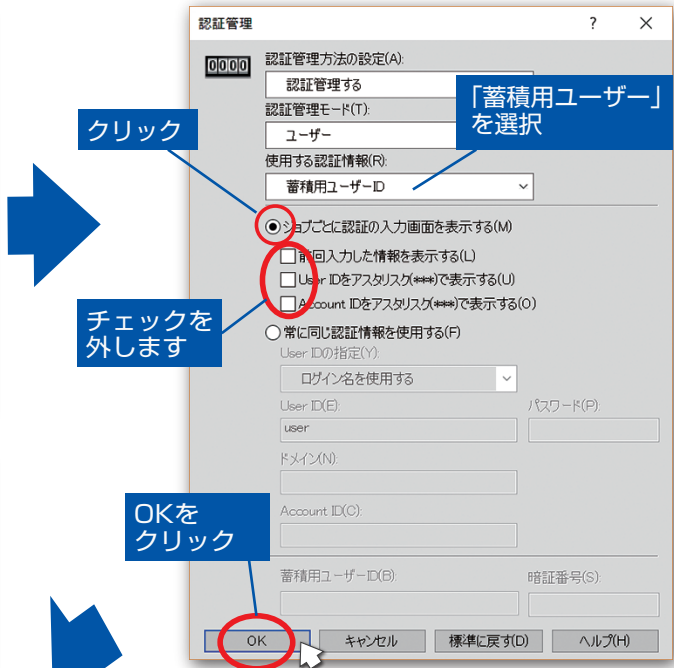 認証管理
?
×
0000
認証管理方法の設定(A):
認証管理する
認証管理モード(T):
ユーザー
使用する認証情報(R):
蓄積用ユーザーID
「蓄積用ユーザー」
を選択
クリック
ジョブごとに認証の入力画面を表示する(M)
前回入力した情報を表示する(L)
User IDをアスタリスク(***)で表示する(U)
Account IDをアスタリスク(***)で表示する(O)
チェックを
外します
常に同じ認証情報を使用する(F)
User IDの指定(Y):
ログイン名を使用する
User ID(E):
パスワード(P):
user
ドメイン(N):
Account ID(C):
OKを
クリック
蓄積用ユーザーID(B):
暗証番号(S):
OK
キャンセル
標準に戻す(D)
ヘルプ(H)